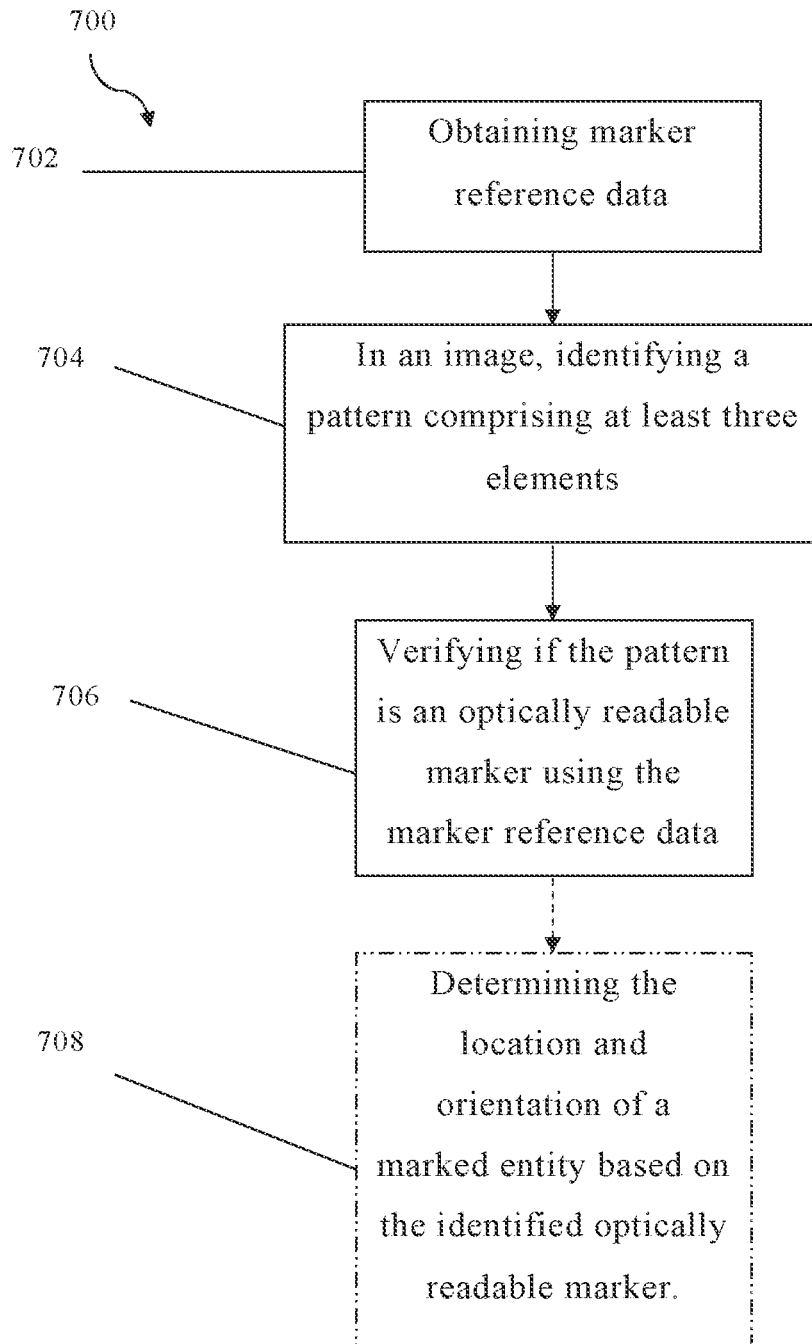 700
702
Obtaining marker
reference data
704
In an image, identifying a
pattern comprising at least three
elements
706
Verifying if the pattern
is an optically readable
marker using the
marker reference data
708
Determining the
location and
orientation of a
marked entity based on
the identified optically
readable marker.